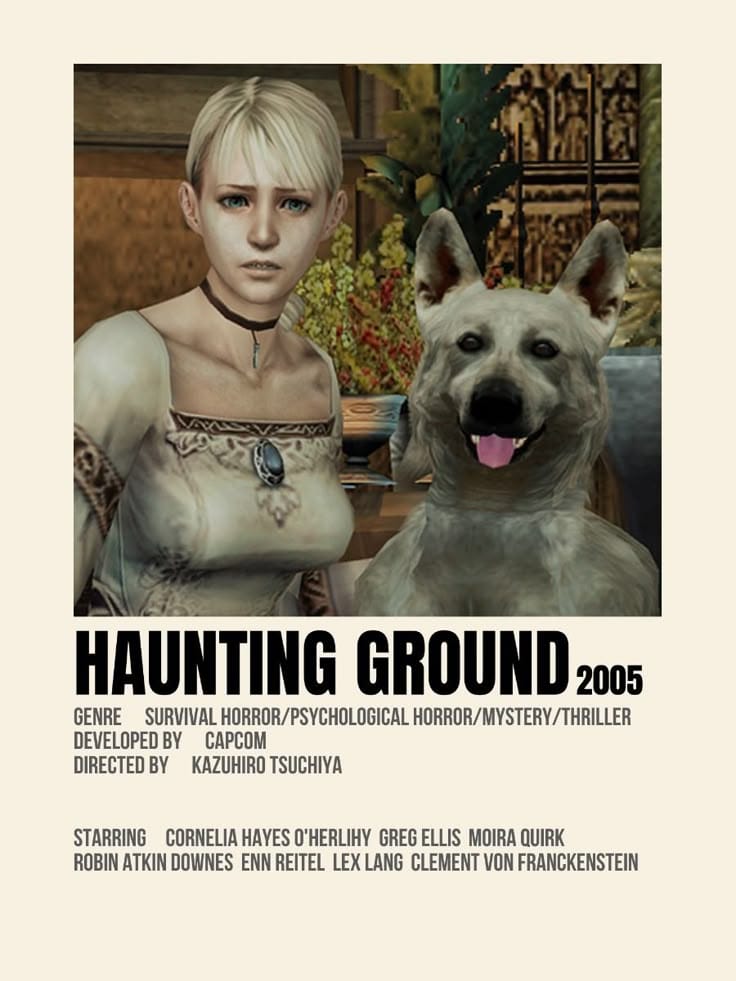 HAUNTING GROUND 2005
GENRE SURVIVAL HORROR/PSYCHOLOGICAL HORROR/MYSTERY/THRILLER
DEVELOPED BY CAPCOM
DIRECTED BY KAZUHIRO TSUCHIYA
STARRING CORNELIA HAYES O'HERLIHY GREG ELLIS MOIRA QUIRK
ROBIN ATKIN DOWNES ENN REITEL LEX LANG CLEMENT VON FRANCKENSTEIN